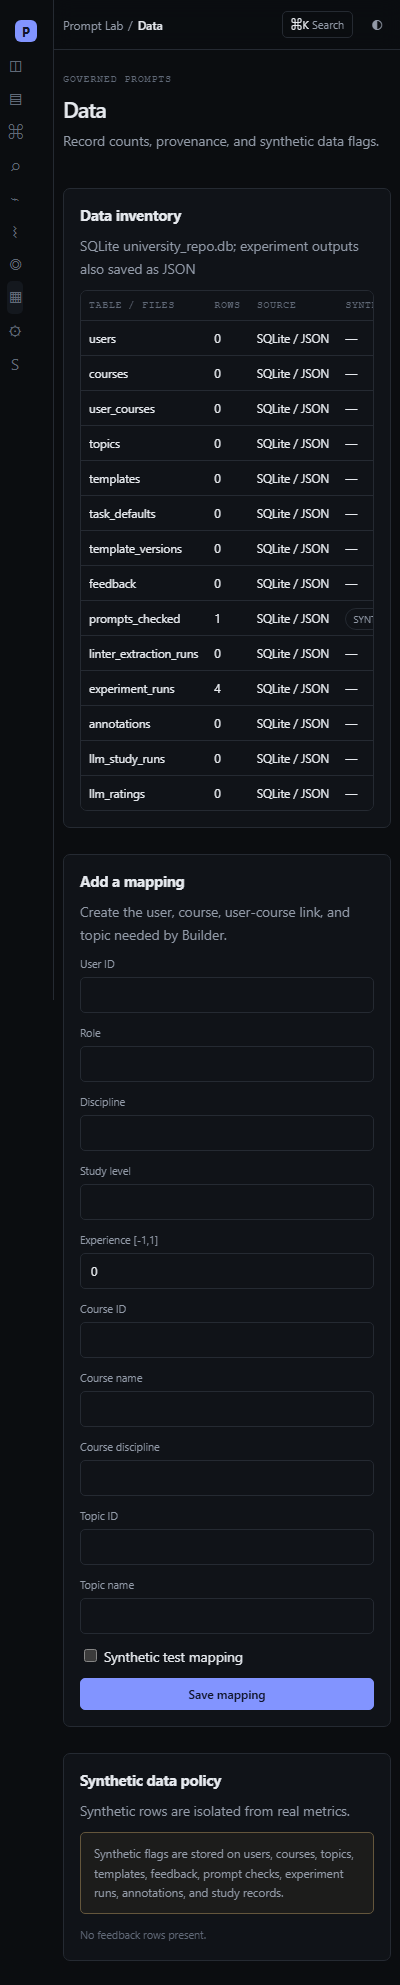 P
Prompt Lab / Data
⌘K Search
GOVERNED PROMPTS
Data
Record counts, provenance, and synthetic data flags.
Data inventory
SQLite university_repo.db; experiment outputs
also saved as JSON
TABLE / FILES ROWS SOURCE SYNT
users 0 SQLite / JSON —
courses 0 SQLite / JSON —
user_courses 0 SQLite / JSON —
topics 0 SQLite / JSON —
templates 0 SQLite / JSON —
task_defaults 0 SQLite / JSON —
template_versions 0 SQLite / JSON —
feedback 0 SQLite / JSON —
prompts_checked 1 SQLite / JSON SYNT
linter_extraction_runs 0 SQLite / JSON —
experiment_runs 4 SQLite / JSON —
annotations 0 SQLite / JSON —
llm_study_runs 0 SQLite / JSON —
llm_ratings 0 SQLite / JSON —
S
Add a mapping
Create the user, course, user-course link, and
topic needed by Builder.
User ID
Role
Discipline
Study level
Experience [-1,1]
0
Course ID
Course name
Course discipline
Topic ID
Topic name
Synthetic test mapping
Save mapping
Synthetic data policy
Synthetic rows are isolated from real metrics.
Synthetic flags are stored on users, courses, topics,
templates, feedback, prompt checks, experiment
runs, annotations, and study records.
No feedback rows present.